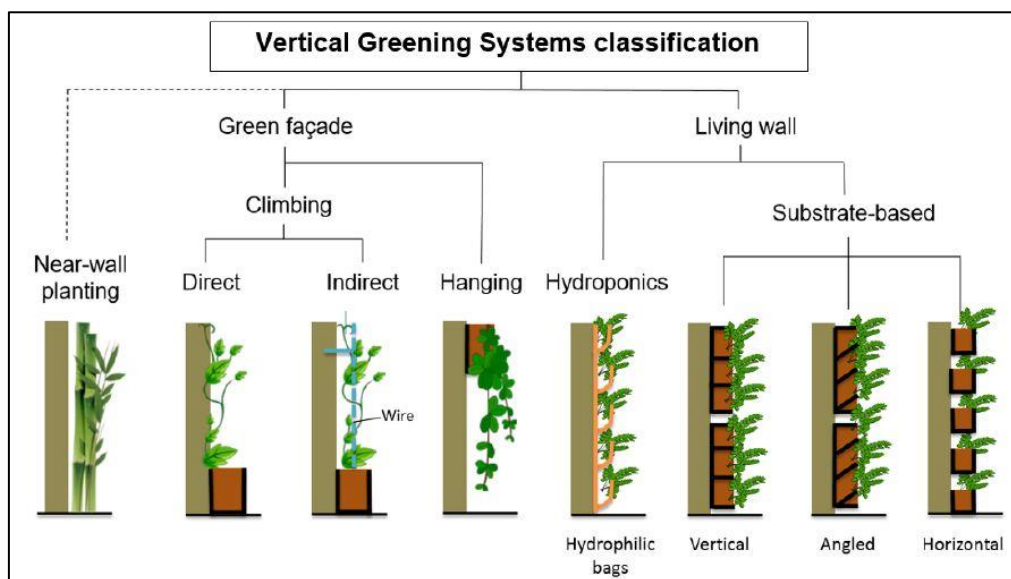 Vertical Greening Systems classification
Green façade
Living wall
Climbing
Substrate-based
Near-wall
planting
Direct
Indirect
Hanging
Hydroponics
Wire
Hydrophilic
bags
Vertical
Angled
Horizontal